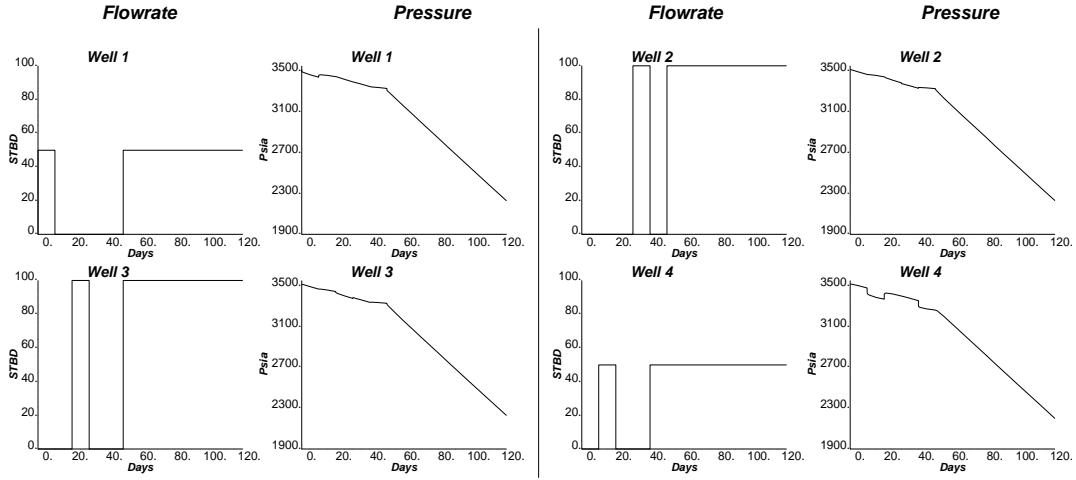 Flowrate Pressure Flowrate Pressure
Well 1 Well 1 Well 2 Well 2
100. 3500. 100. 3500.
80. 3100. 80. 3100.
60. 60.
STBD Psia STBD Psia
40. 2700. 40. 2700.
20. 2300. 20. 2300.
0. 1900. 0. 1900.
0. 20. 40. 60. 80. 100. 120. 0. 20. 40. 60. 80. 100. 120. 0. 20. 40. 60. 80. 100. 120. 0. 20. 40. 60. 80. 100. 120.
Days Days Days Days
Well 3 Well 3 Well 4 Well 4
100. 3500. 100. 3500.
80. 3100. 80. 3100.
60. 60.
STBD Psia STBD Psia
40. 2700. 40. 2700.
20. 2300. 20. 2300.
0. 1900. 0. 1900.
0. 20. 40. 60. 80. 100. 120. 0. 20. 40. 60. 80. 100. 120. 0. 20. 40. 60. 80. 100. 120. 0. 20. 40. 60. 80. 100. 120.
Days Days Days Days